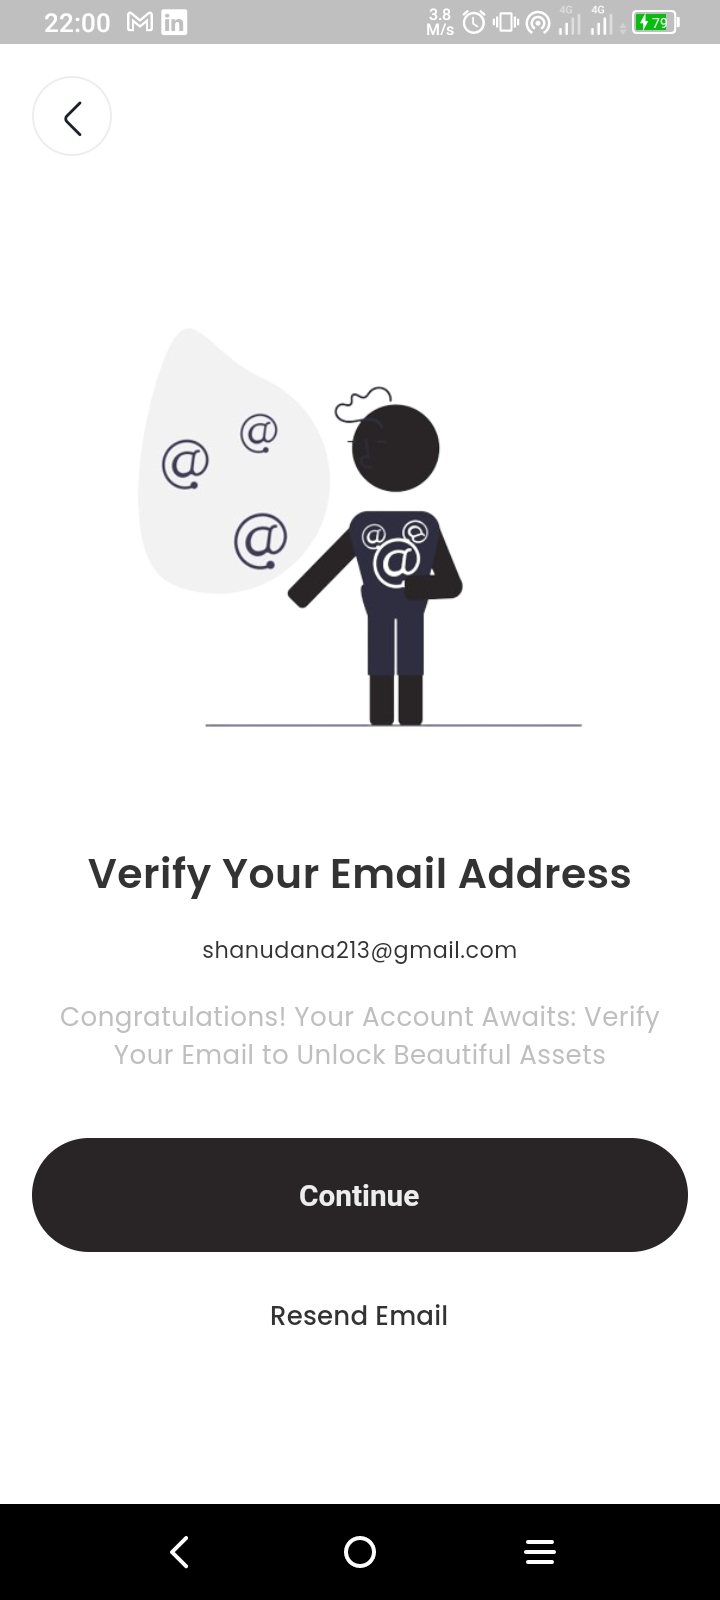 22:00
3.8
M/s
4G
4G
79
@
@
@
@
@
@
Verify Your Email Address
shanudana213@gmail.com
Congratulations! Your Account Awaits: Verify
Your Email to Unlock Beautiful Assets
Continue
Resend Email